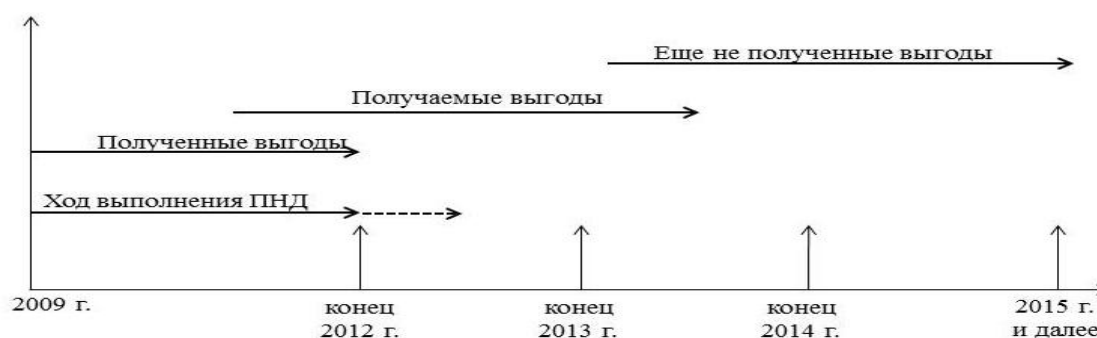 Еще не полученные выгоды
Получаемые выгоды
Полученные выгоды
Ход выполнения ПНД
2009 г.
конец
2012 г.
конец
2013 г.
конец
2014 г.
2015 г.
и далее